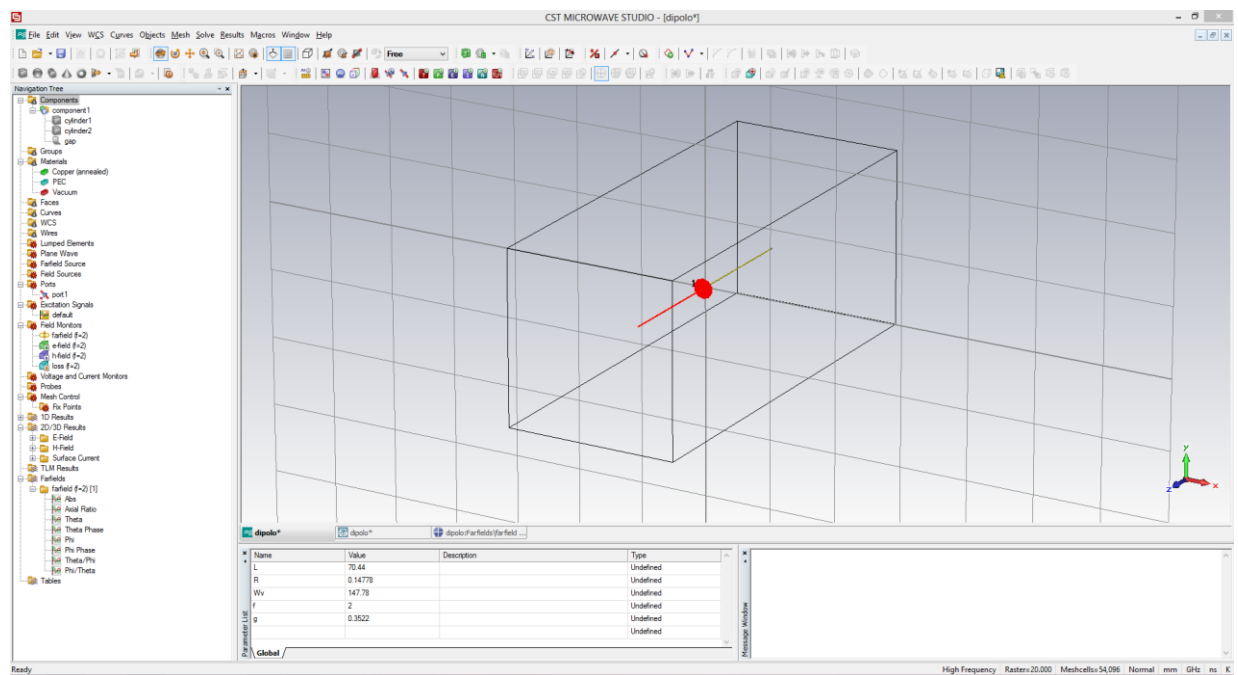 CST MICROWAVE STUDIO - [dipolo*]
File Edit View WCS Curves Objects Mesh Solve Results Macros Window Help
Free
Navigation Tree
Components
component1
cylinder1
cylinder2
gap
Groups
Materials
Copper (annealed)
PEC
Vacuum
Faces
Curves
WCS
Wires
Lumped Elements
Plane Wave
Farfield Source
Field Sources
Ports
port1
Excitation Signals
default
Field Monitors
farfield (f=2)
e-field (f=2)
h-field (f=2)
loss (f=2)
Voltage and Current Monitors
Probes
Mesh Control
Fix Points
1D Results
2D/3D Results
E-Field
H-Field
Surface Current
TLM Results
Farfields
farfield (f=2) [1]
Abs
Axial Ratio
Theta
Theta Phase
Phi
Phi Phase
Theta/Phi
Phi/Theta
Tables
1
y
x
z
dipolo* dipolo* dipolo:Farfields\farfield ...
Name Value Description Type
L 70.44 Undefined
R 0.14778 Undefined
Wv 147.78 Undefined
f 2 Undefined
g 0.3522 Undefined
Undefined
Global
Parameter List
Message Window
Ready
High Frequency Raster=20.000 Meshcells=54,096 Normal mm GHz ns K